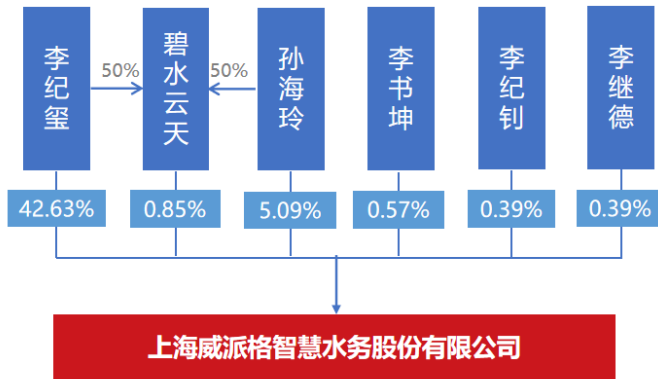 李纪玺
50%
碧水云天
50%
孙海玲
李书坤
李纪钊
李继德
42.63%
0.85%
5.09%
0.57%
0.39%
0.39%
上海威派格智慧水务股份有限公司